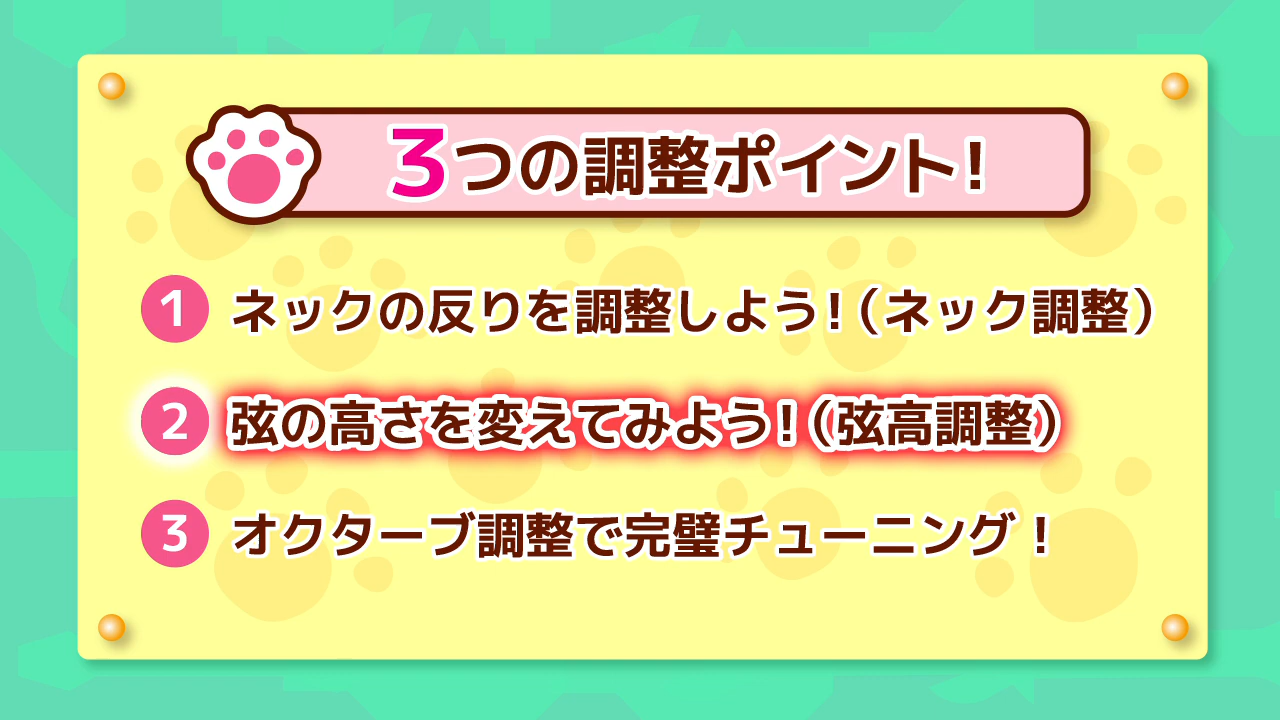 3つの調整ポイント!
1 ネックの反りを調整しよう!(ネック調整)
2 弦の高さを変えてみよう!(弦高調整)
3 オクターブ調整で完璧チューニング!